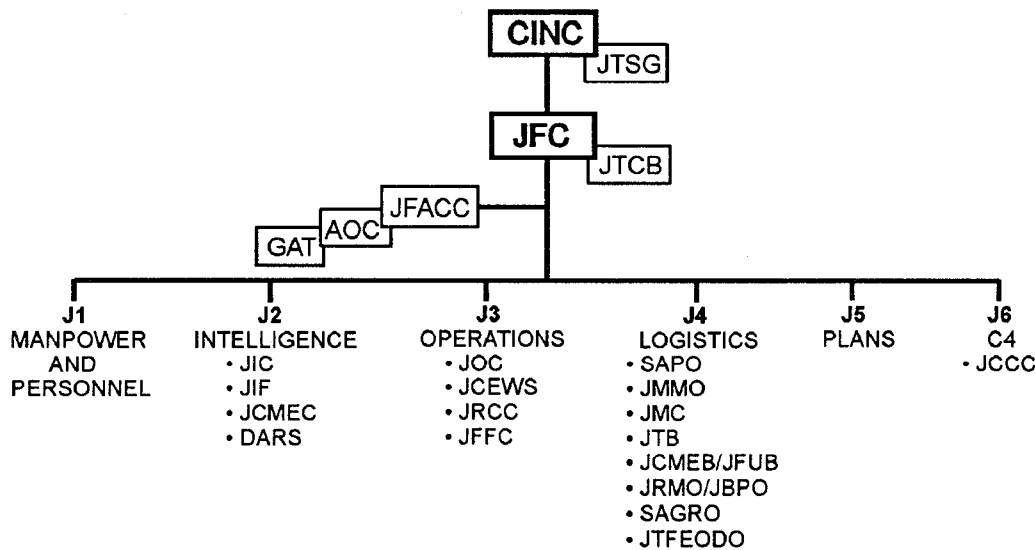 CINC
JTSG
JFC
JTCB
JFACC
AOC
GAT
J1
MANPOWER
AND
PERSONNEL
J2
INTELLIGENCE
• JIC
• JIF
• JCMEC
• DARS
J3
OPERATIONS
• JOC
• JCEWS
• JRCC
• JFFC
J4
LOGISTICS
• SAPO
• JMMO
• JMC
• JTB
• JCMEB/JFUB
• JRMO/JBPO
• SAGRO
• JTFEODO
J5
PLANS
J6
C4
• JCCC